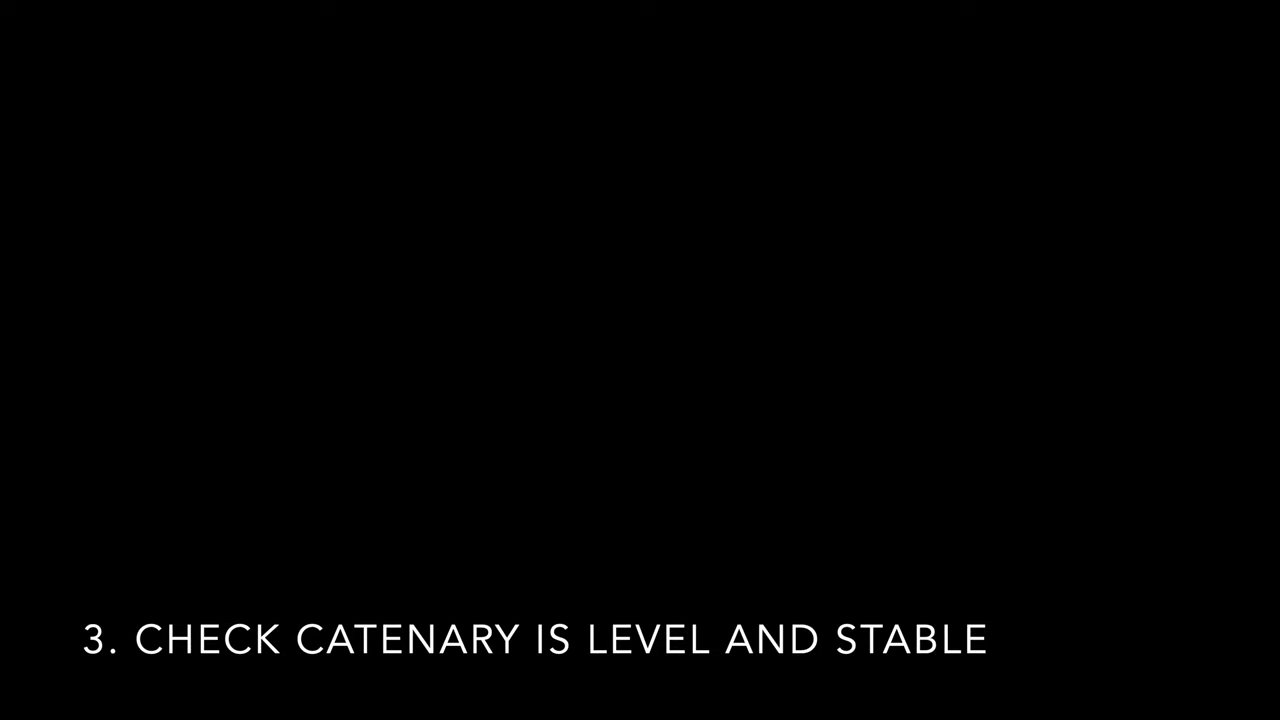 3. CHECK CATENARY IS LEVEL AND STABLE